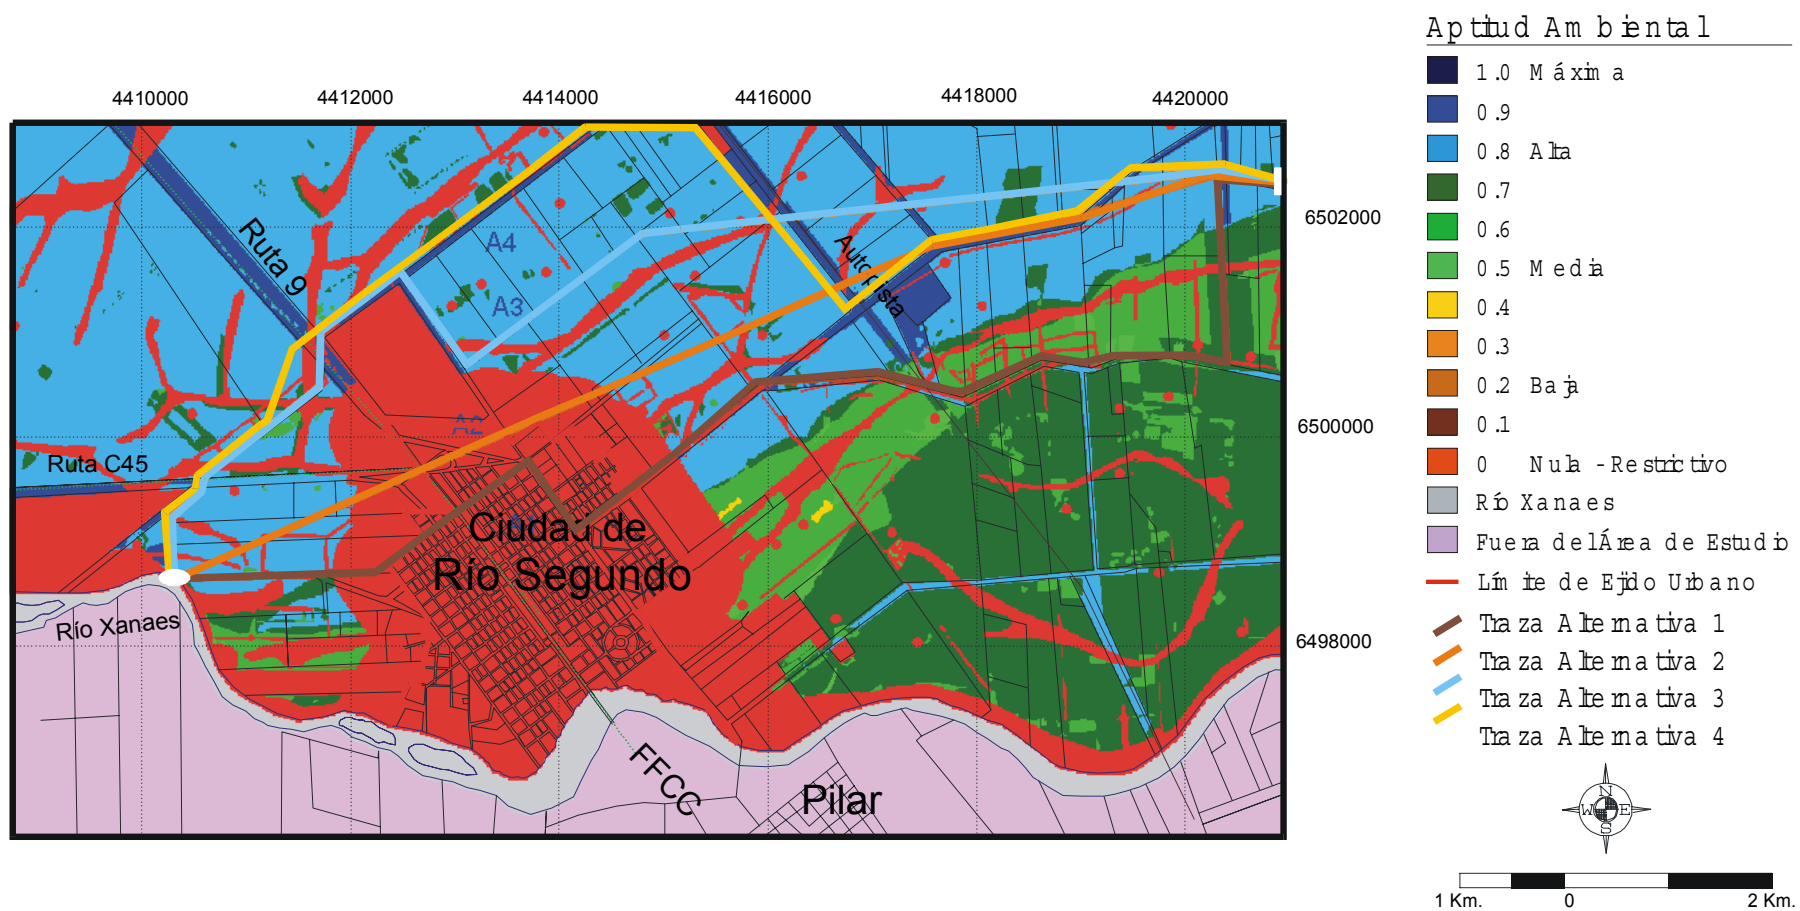 Aptitud Ambiental
1.0 Máxima
0.9
0.8 Alta
0.7
0.6
0.5 Media
0.4
0.3
0.2 Baja
0.1
0 Nula - Restrictivo
Río Xanaes
Fuera del Área de Estudio
Límite de Ejido Urbano
Traza Alternativa 1
Traza Alternativa 2
Traza Alternativa 3
Traza Alternativa 4
4410000 4412000 4414000 4416000 4418000 4420000
6502000
6500000
6498000
Ruta 9
A4
A3
Autopista
A2
Ruta C45
Ciudad de
Río Segundo
Río Xanaes
FFCC
Pilar
N
W E
S
1 Km. 0 2 Km.